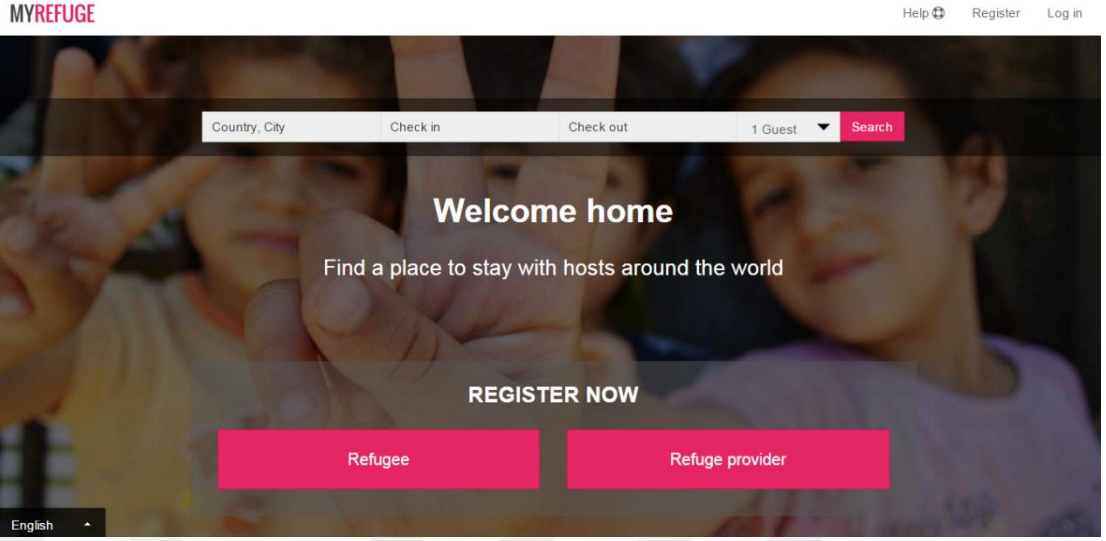 MYREFUGE
Help Register Log in
Country, City Check in Check out 1 Guest Search
Welcome home
Find a place to stay with hosts around the world
REGISTER NOW
Refugee Refuge provider
English